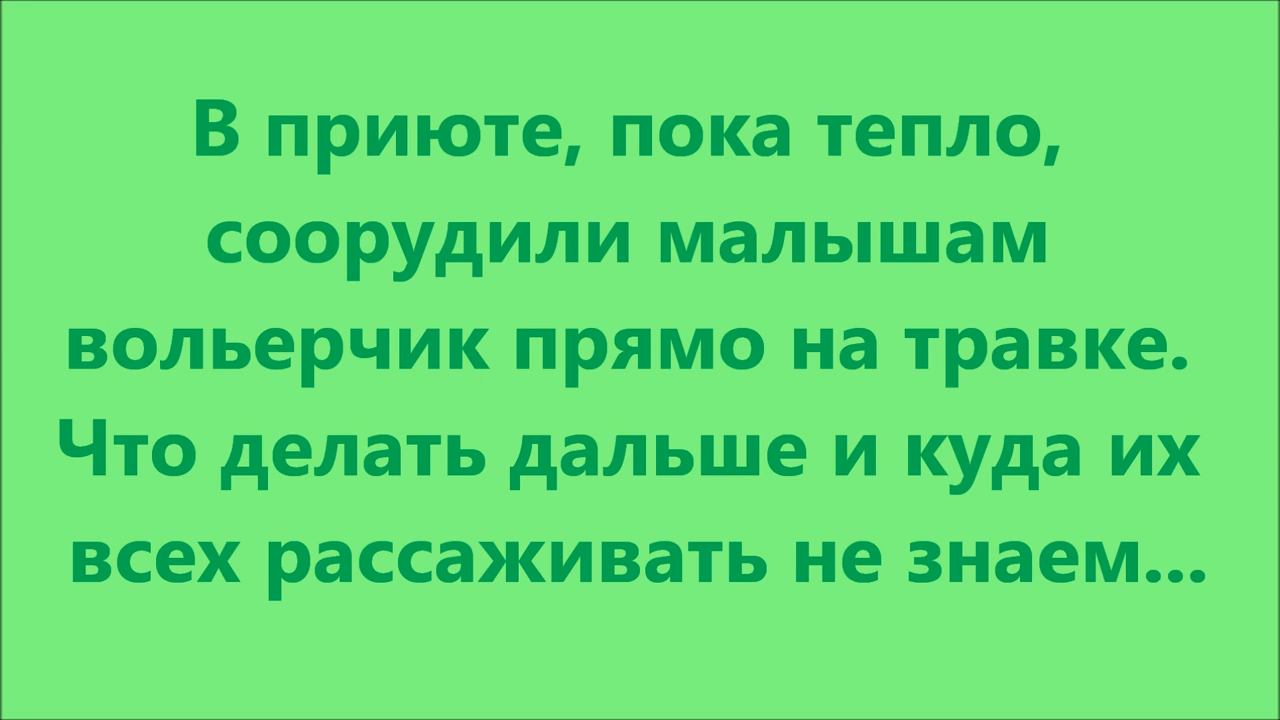 В приюте, пока тепло,
соорудили малышам
вольерчик прямо на травке.
Что делать дальше и куда их
всех рассаживать не знаем...